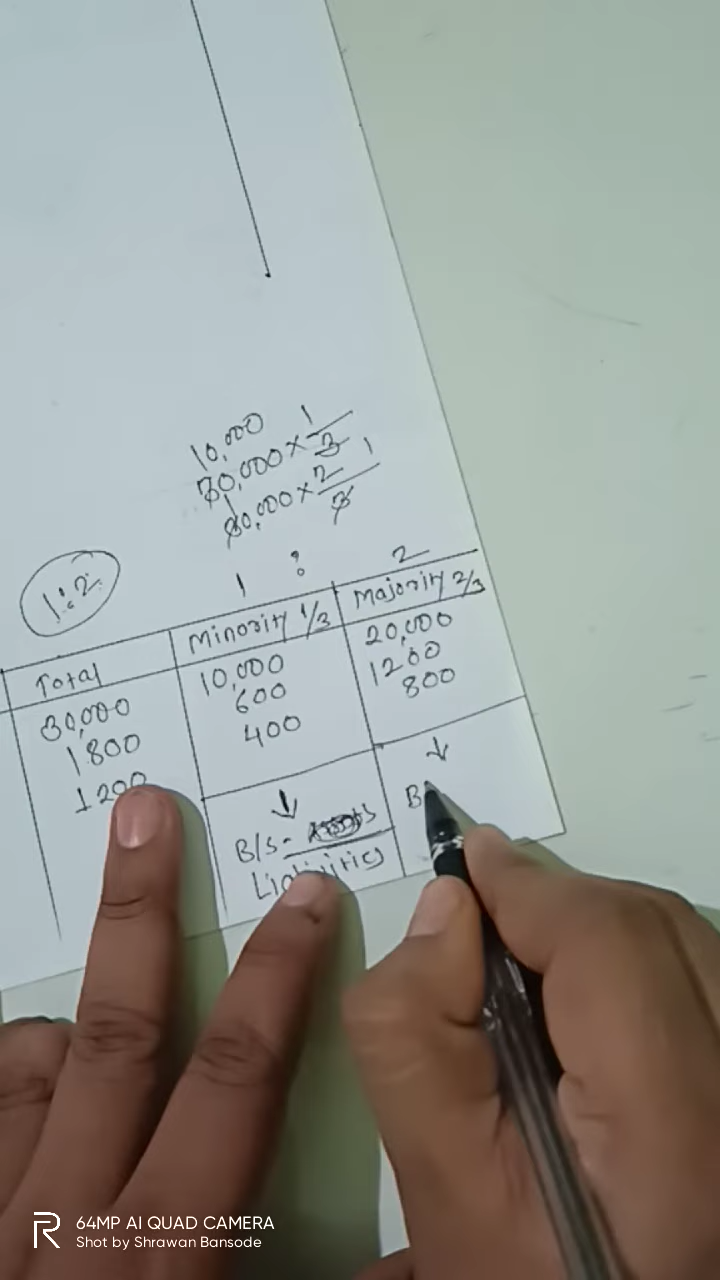 10,000
30,000 × 1/3 1
30,000 × 2/3
1:2
1 : 2
Total Minority 1/3 Majority 2/3
30,000 10,000 20,000
1800 600 1200
1200 400 800
↓ ↓
B/S - B
Liabilities
R 64MP AI QUAD CAMERA
Shot by Shrawan Bansode